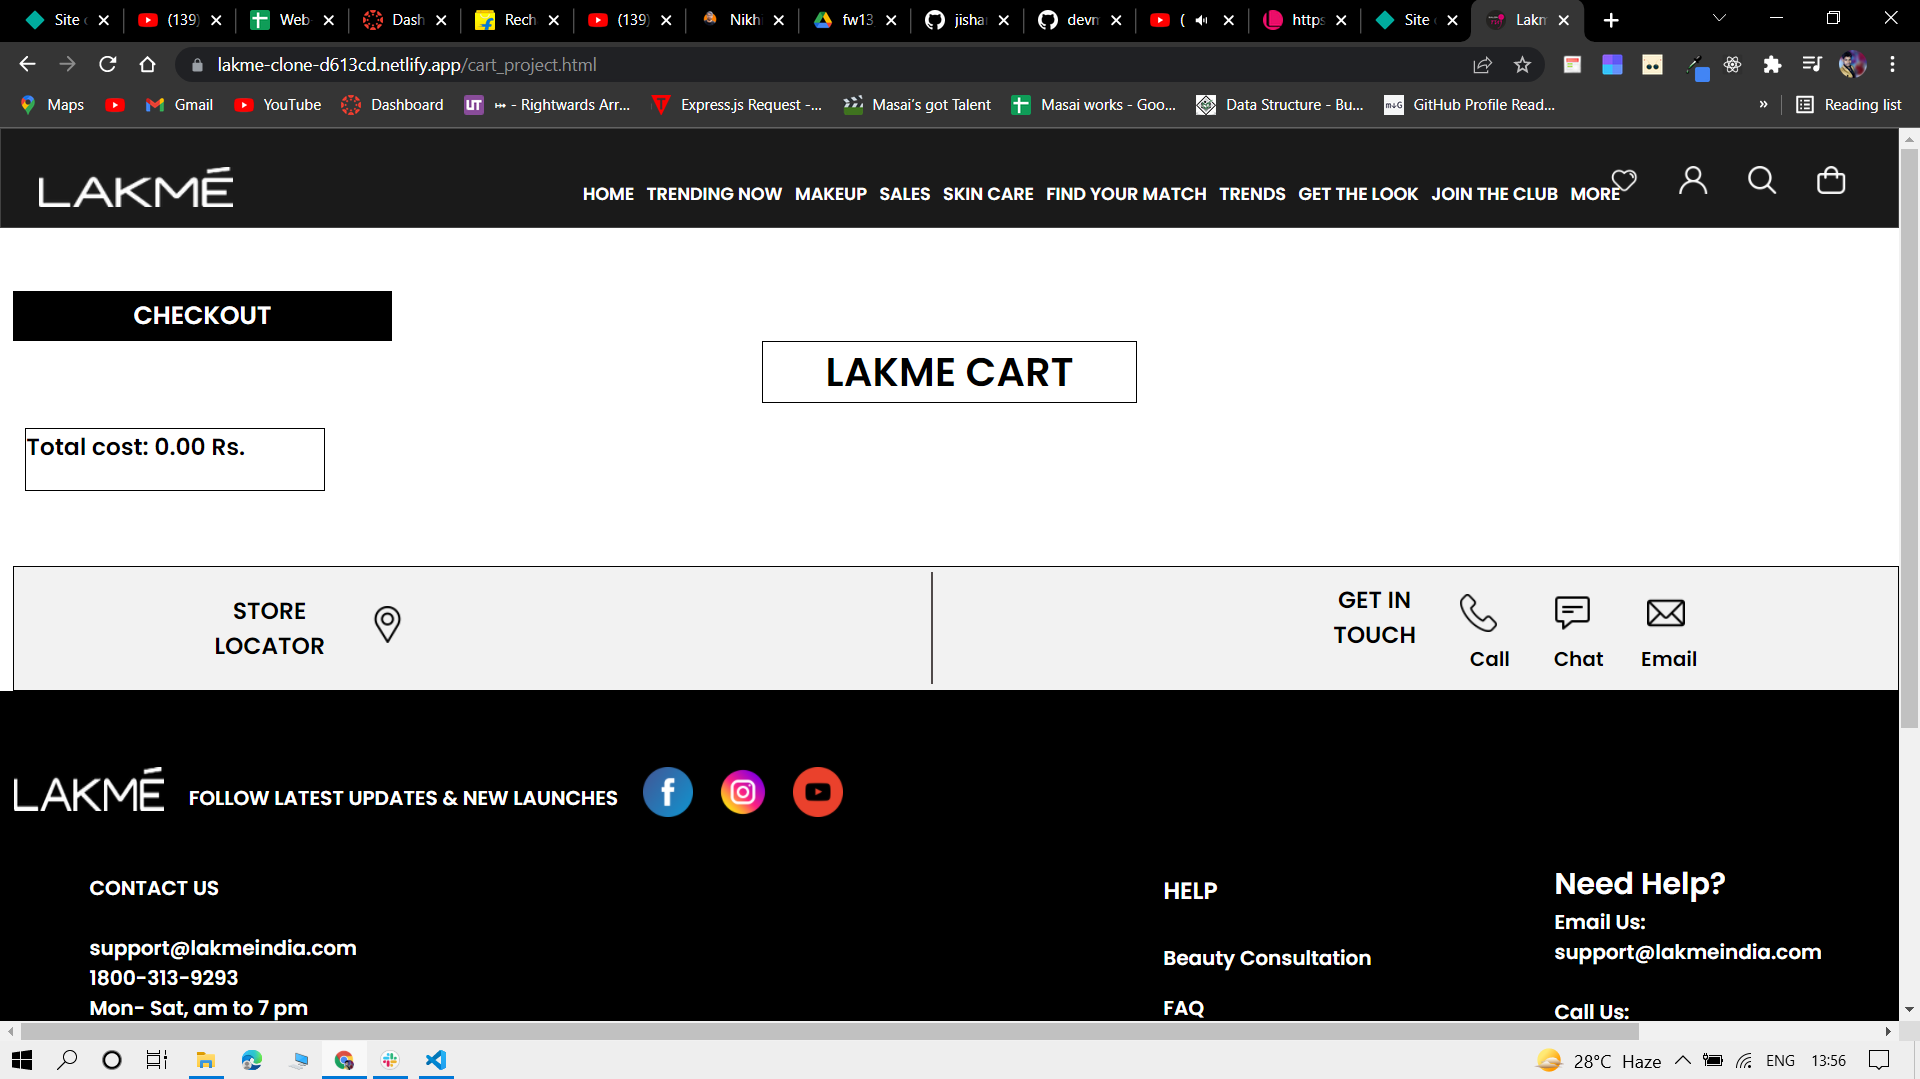 Site
(139)
Web
Dash
Rech
(139)
Nikhi
fw13
jisha
devm
(
https
Site
Lakm
lakme-clone-d613cd.netlify.app/cart_project.html
Maps
Gmail
YouTube
Dashboard
UT
⤠ - Rightwards Arr...
Express.js Request -...
Masai's got Talent
Masai works - Goo...
Data Structure - Bu...
GitHub Profile Read...
»
Reading list
LAKMÉ
HOME TRENDING NOW MAKEUP SALES SKIN CARE FIND YOUR MATCH TRENDS GET THE LOOK JOIN THE CLUB MORE
CHECKOUT
LAKME CART
Total cost: 0.00 Rs.
STORE
LOCATOR
GET IN
TOUCH
Call
Chat
Email
LAKMÉ
FOLLOW LATEST UPDATES & NEW LAUNCHES
CONTACT US
support@lakmeindia.com
1800-313-9293
Mon- Sat, am to 7 pm
HELP
Beauty Consultation
FAQ
Need Help?
Email Us:
support@lakmeindia.com
Call Us:
28°C Haze
ENG
13:56